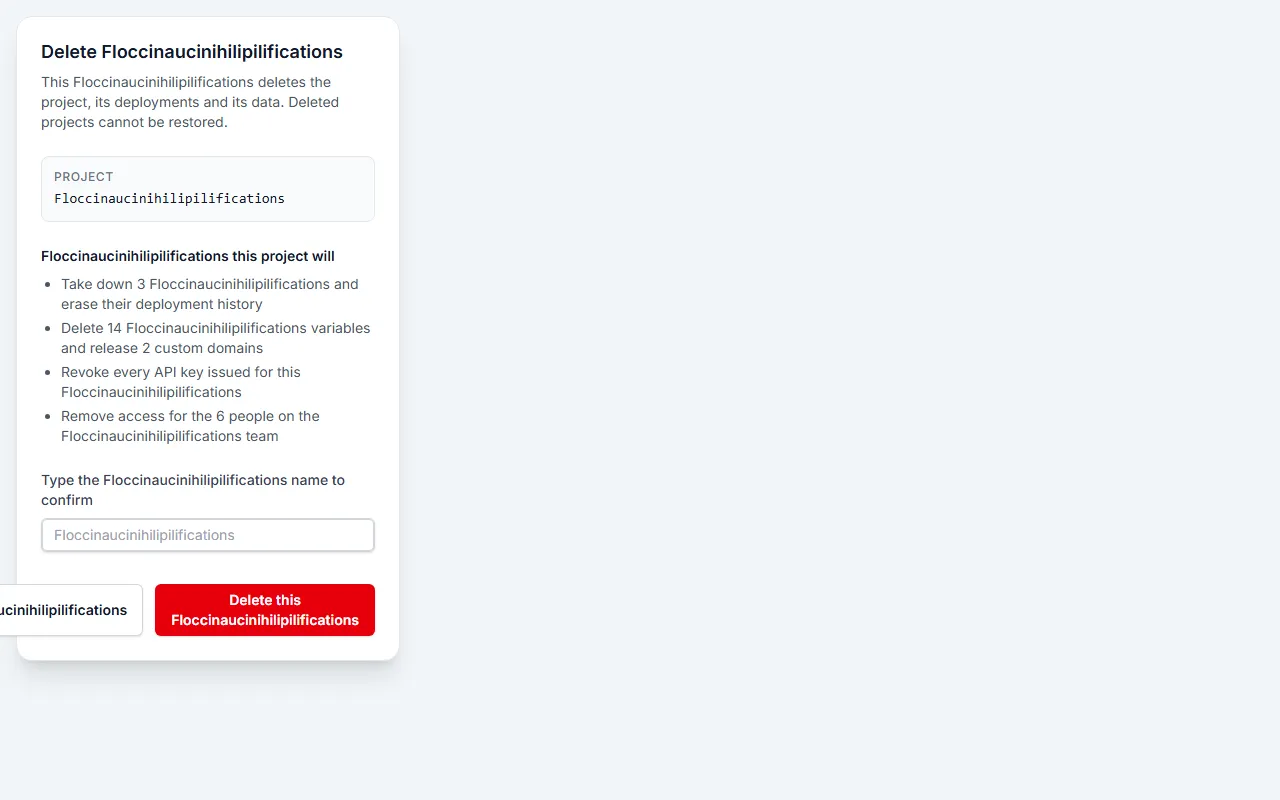 Delete Floccinaucinihilipilifications
This Floccinaucinihilipilifications deletes the
project, its deployments and its data. Deleted
projects cannot be restored.
PROJECT
Floccinaucinihilipilifications
Floccinaucinihilipilifications this project will
Take down 3 Floccinaucinihilipilifications and
erase their deployment history
Delete 14 Floccinaucinihilipilifications variables
and release 2 custom domains
Revoke every API key issued for this
Floccinaucinihilipilifications
Remove access for the 6 people on the
Floccinaucinihilipilifications team
Type the Floccinaucinihilipilifications name to
confirm
Floccinaucinihilipilifications
ucinihilipilifications
Delete this
Floccinaucinihilipilifications